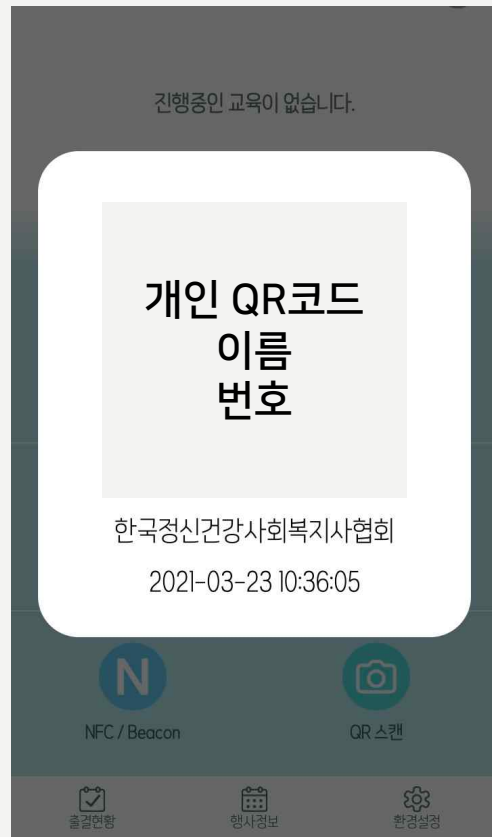 진행중인 교육이 없습니다.
개인 QR코드
이름
번호
한국정신건강사회복지사협회
2021-03-23 10:36:05
N
NFC / Beacon
QR 스캔
출결현황
행사정보
환경설정